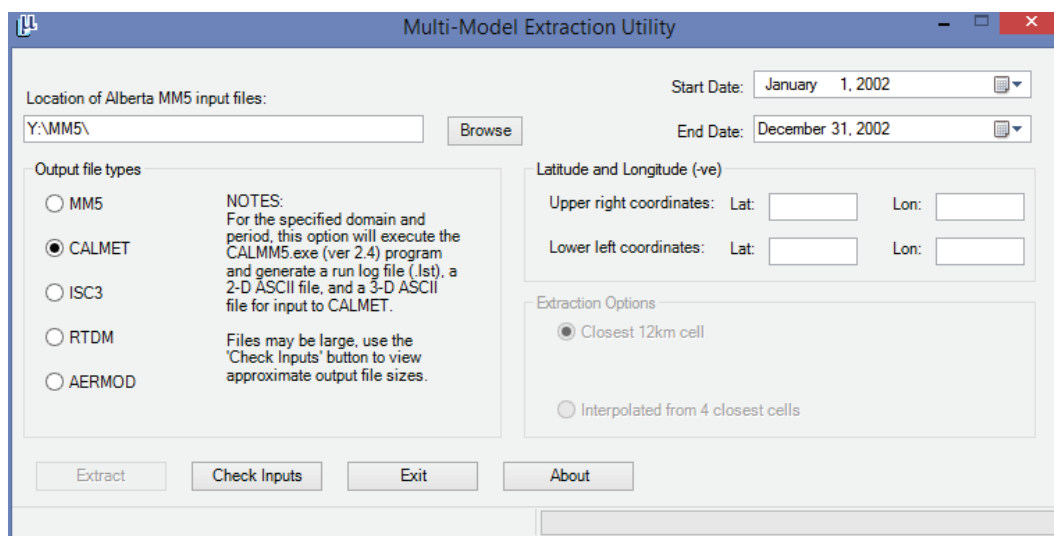 µ
Multi-Model Extraction Utility
Location of Alberta MM5 input files:
Y:\MM5\
Browse
Start Date: January 1, 2002
End Date: December 31, 2002
Output file types
MM5
CALMET
ISC3
RTDM
AERMOD
NOTES:
For the specified domain and
period, this option will execute the
CALMM5.exe (ver 2.4) program
and generate a run log file (.lst), a
2-D ASCII file, and a 3-D ASCII
file for input to CALMET.
Files may be large, use the
'Check Inputs' button to view
approximate output file sizes.
Latitude and Longitude (-ve)
Upper right coordinates: Lat: Lon:
Lower left coordinates: Lat: Lon:
Extraction Options
Closest 12km cell
Interpolated from 4 closest cells
Extract
Check Inputs
Exit
About